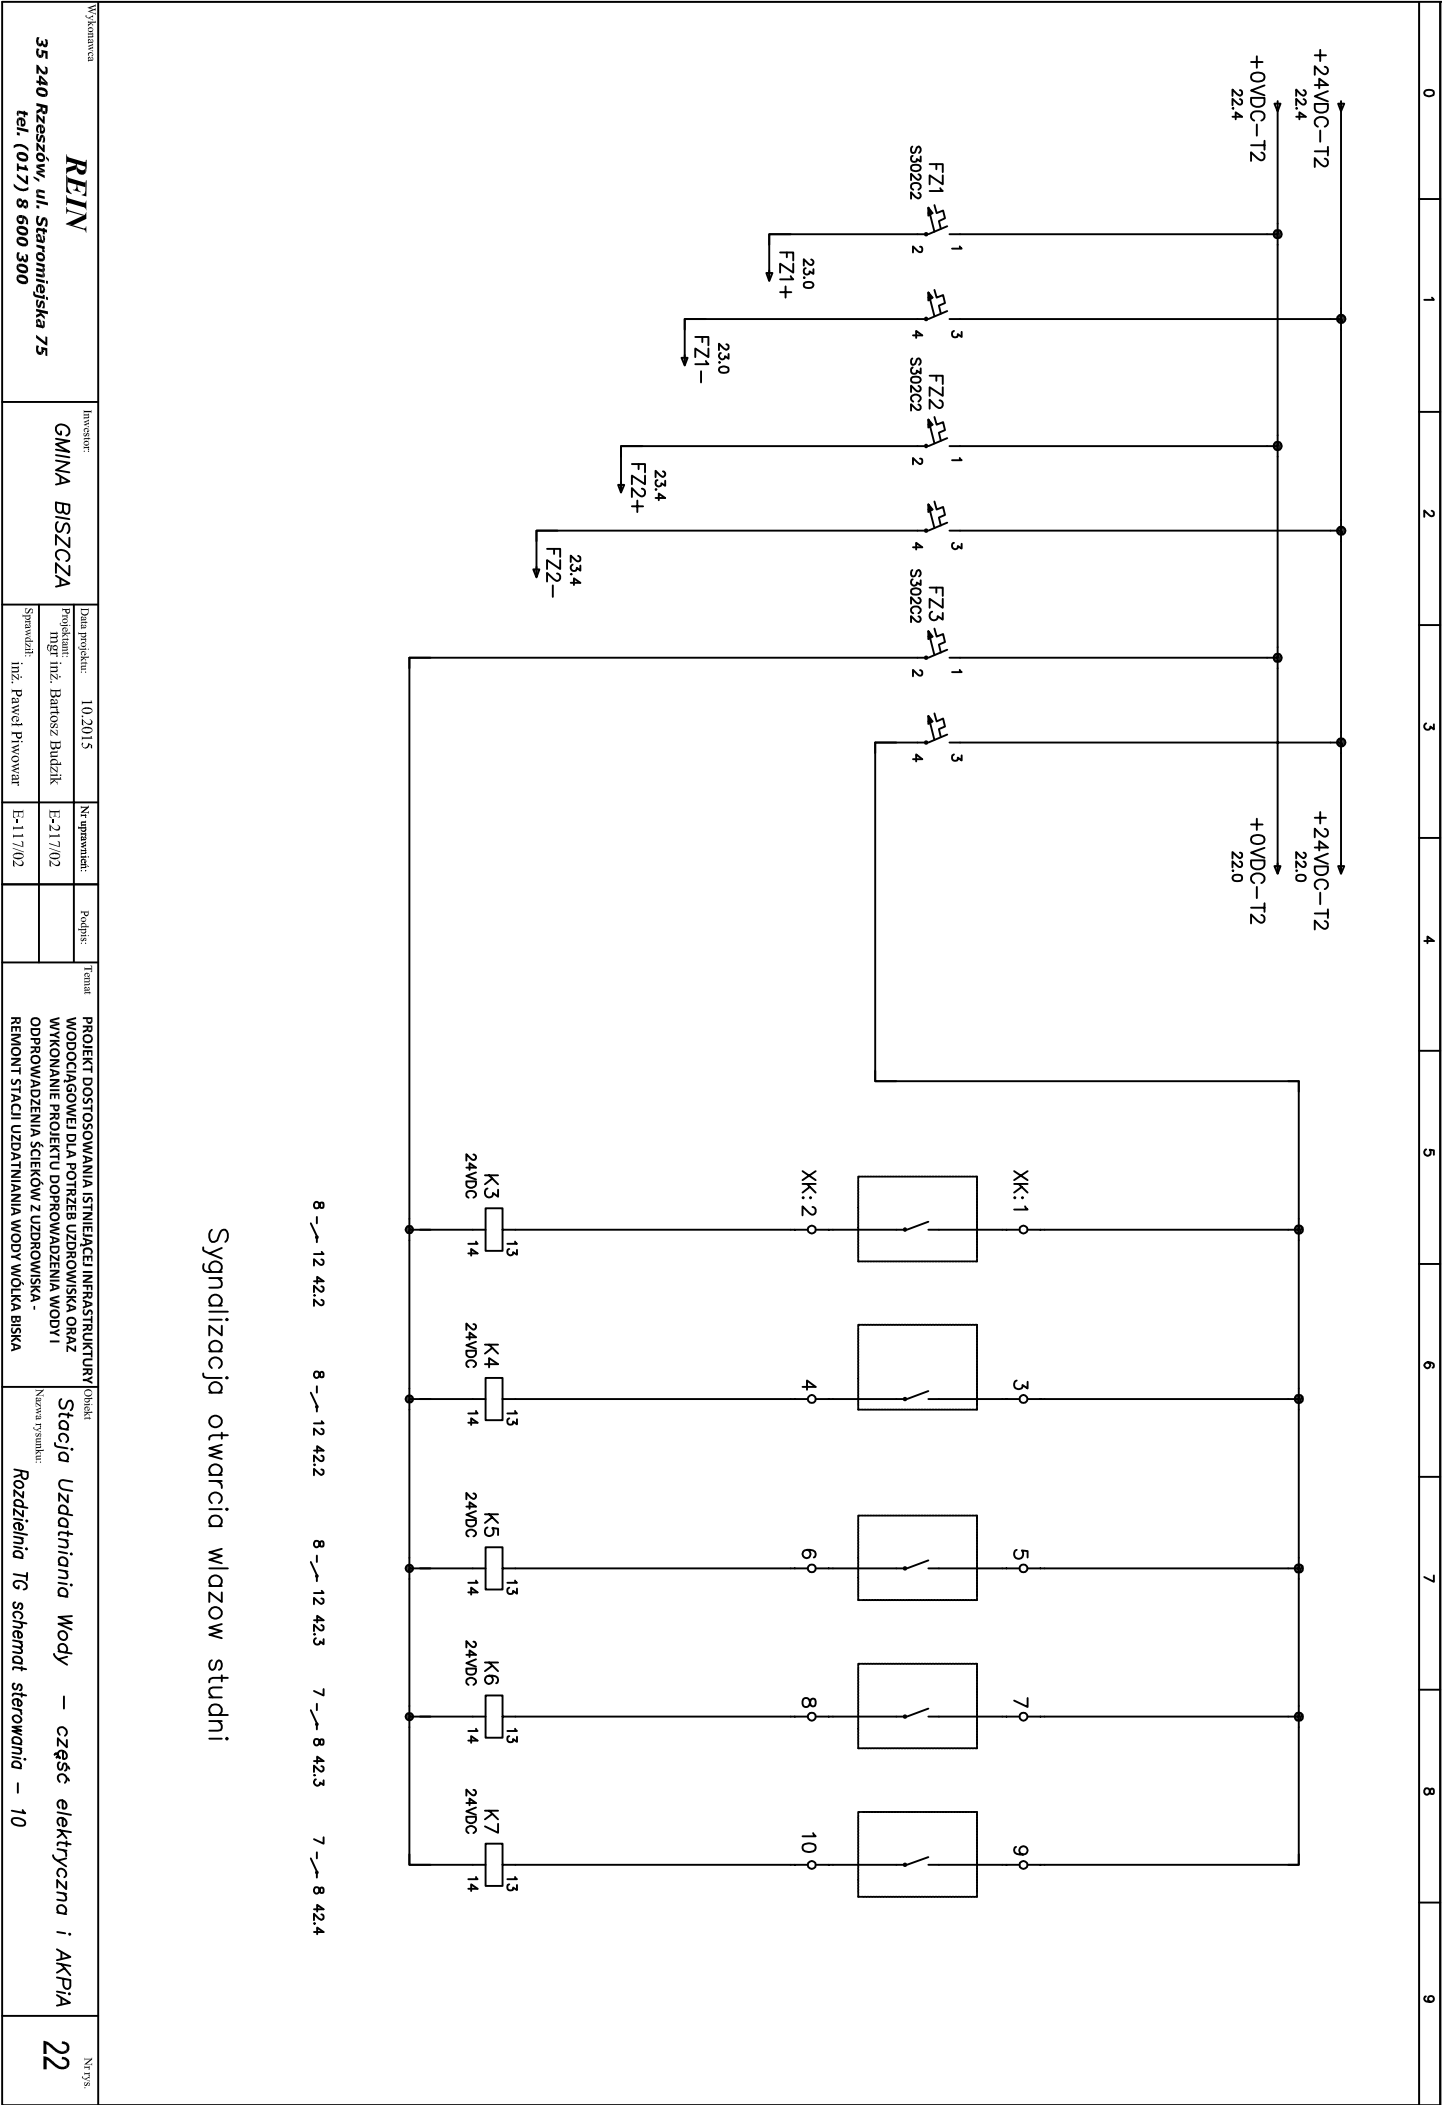 0 1 2 3 4 5 6 7 8 9
+24VDC-T2
22.4
+0VDC-T2
22.4
+24VDC-T2
22.0
+0VDC-T2
22.0
FZ1
S302C2
1
2
3
4
FZ2
S302C2
1
2
3
4
FZ3
S302C2
1
2
3
4
23.0
FZ1+
23.0
FZ1-
23.4
FZ2+
23.4
FZ2-
XK:1
3
5
7
9
XK:2
4
6
8
10
K3
24VDC
13
14
K4
24VDC
13
14
K5
24VDC
13
14
K6
24VDC
13
14
K7
24VDC
13
14
8 12 42.2
8 12 42.2
8 12 42.3
7 8 42.3
7 8 42.4
Sygnalizacja otwarcia wlazow studni
Wykonawca
REIN
35 240 Rzeszów, ul. Staromiejska 75
tel. (017) 8 600 300
Inwestor:
GMINA BISZCZA
Data projektu: 10.2015
Nr uprawnień:
Podpis:
Projektant:
mgr inż. Bartosz Budzik
E-217/02
Sprawdził:
inż. Paweł Piwowar
E-117/02
Temat
PROJEKT DOSTOSOWANIA ISTNIEJĄCEJ INFRASTRUKTURY
WODOCIĄGOWEJ DLA POTRZEB UZDROWISKA ORAZ
WYKONANIE PROJEKTU DOPROWADZENIA WODY I
ODPROWADZENIA ŚCIEKÓW Z UZDROWISKA -
REMONT STACJI UZDATNIANIA WODY WÓLKA BISKA
Obiekt
Stacja Uzdatniania Wody - część elektryczna i AKPiA
Nazwa rysunku:
Rozdzielnia TG schemat sterowania - 10
Nr rys.
22